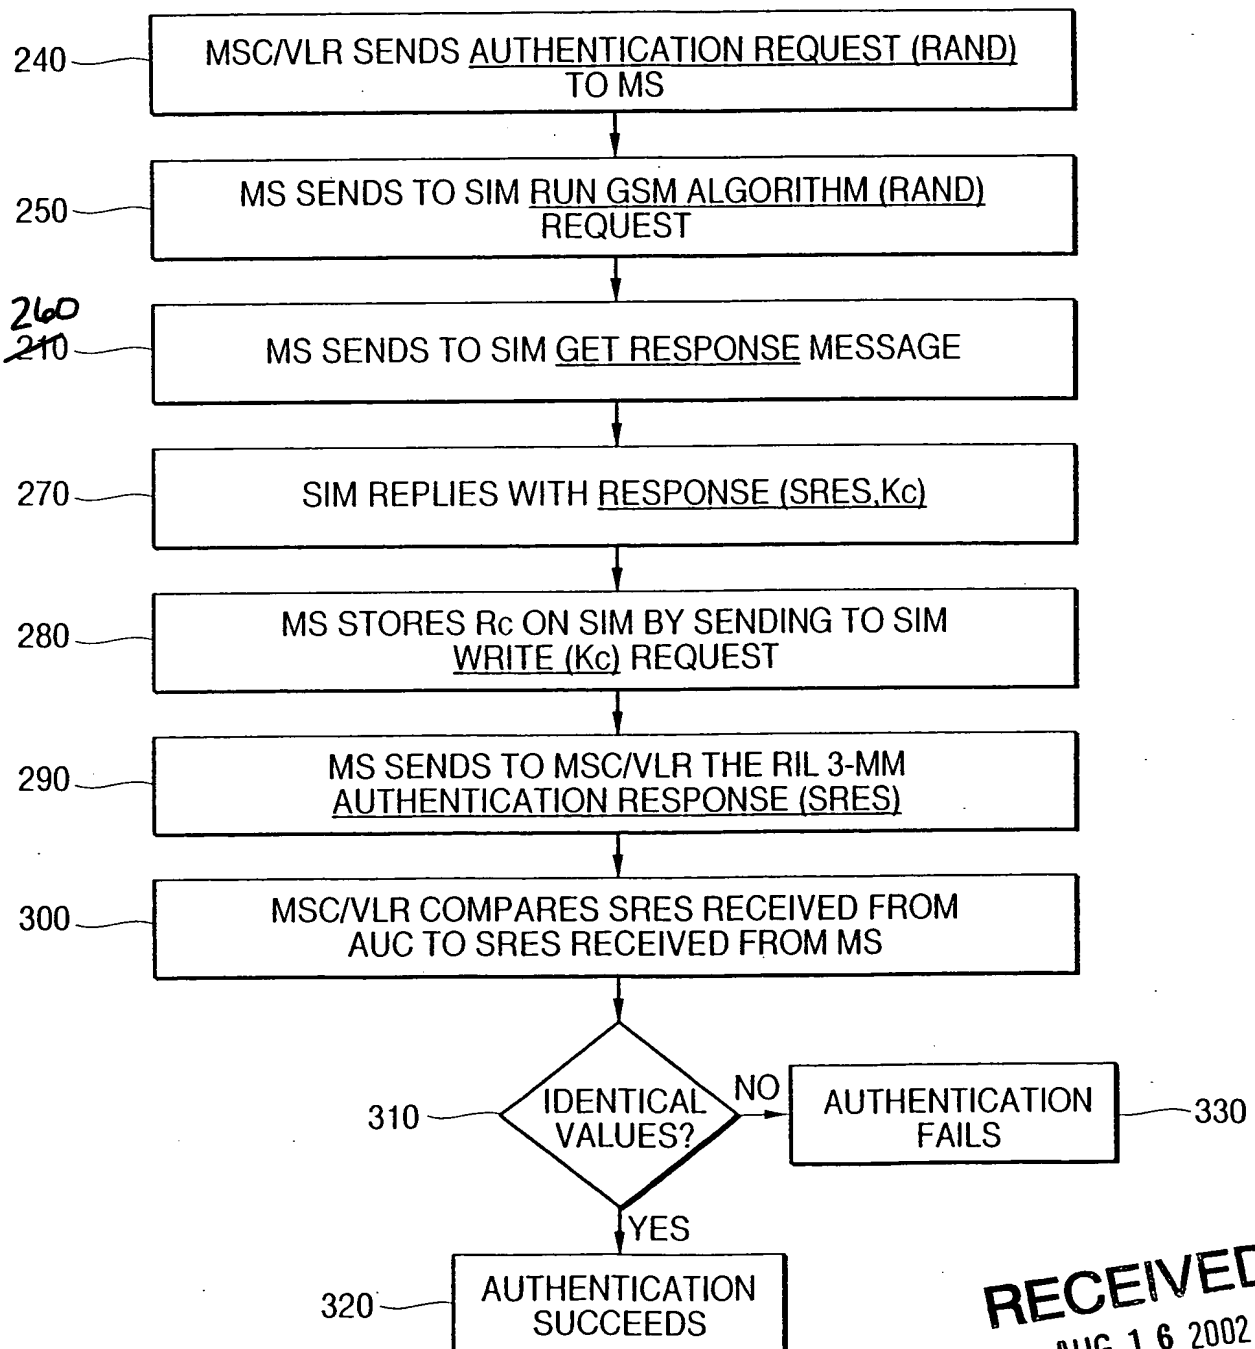 240
MSC/VLR SENDS AUTHENTICATION REQUEST (RAND)
TO MS
250
MS SENDS TO SIM RUN GSM ALGORITHM (RAND)
REQUEST
260
210
MS SENDS TO SIM GET RESPONSE MESSAGE
270
SIM REPLIES WITH RESPONSE (SRES,Kc)
280
MS STORES Rc ON SIM BY SENDING TO SIM
WRITE (Kc) REQUEST
290
MS SENDS TO MSC/VLR THE RIL 3-MM
AUTHENTICATION RESPONSE (SRES)
300
MSC/VLR COMPARES SRES RECEIVED FROM
AUC TO SRES RECEIVED FROM MS
310
IDENTICAL
VALUES?
NO
AUTHENTICATION
FAILS
330
YES
320
AUTHENTICATION
SUCCEEDS
RECEIVED
AUG 16 2002